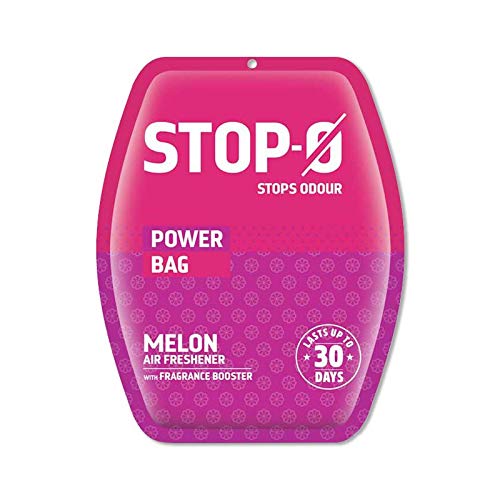 STOP-Ø
STOPS ODOUR
POWER
BAG
MELON
AIR FRESHENER
WITH FRAGRANCE BOOSTER
LASTS UP TO
30
DAYS